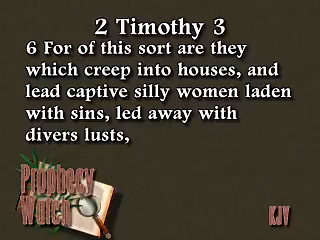 2 Timothy 3
6 For of this sort are they
which creep into houses, and
lead captive silly women laden
with sins, led away with
divers lusts,
Prophecy
Watch
KJV